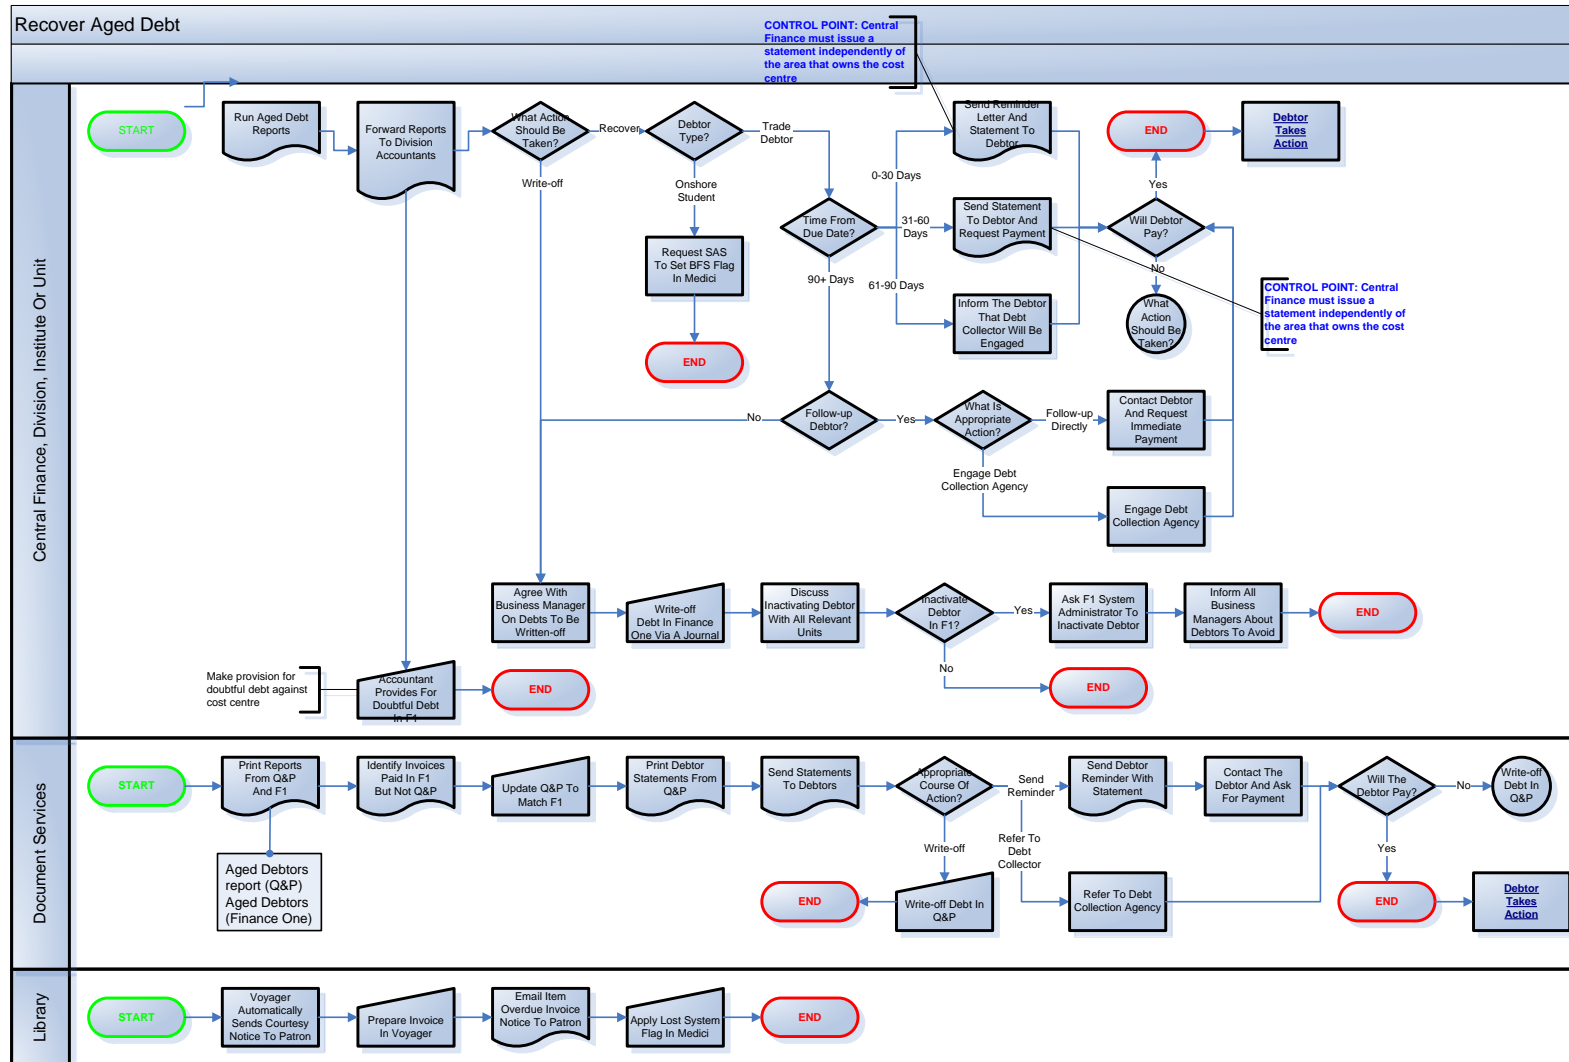 Recover Aged Debt
CONTROL POINT: Central
Finance must issue a
statement independently of
the area that owns the cost
centre
Central Finance, Division, Institute Or Unit
START
Run Aged Debt
Reports
Forward Reports
To Division
Accountants
What Action
Should Be
Taken?
Recover
Write-off
Debtor
Type?
Trade
Debtor
Onshore
Student
Request SAS
To Set BFS Flag
In Medici
END
Time From
Due Date?
0-30 Days
31-60
Days
61-90 Days
90+ Days
Send Reminder
Letter And
Statement To
Debtor
Send Statement
To Debtor And
Request Payment
Inform The Debtor
That Debt
Collector Will Be
Engaged
END
Debtor
Takes
Action
Yes
Will Debtor
Pay?
No
What
Action
Should Be
Taken?
CONTROL POINT: Central
Finance must issue a
statement independently of
the area that owns the cost
centre
Follow-up
Debtor?
No
Yes
What Is
Appropriate
Action?
Follow-up
Directly
Contact Debtor
And Request
Immediate
Payment
Engage Debt
Collection Agency
Engage Debt
Collection Agency
Agree With
Business Manager
On Debts To Be
Written-off
Write-off
Debt In Finance
One Via A Journal
Discuss
Inactivating Debtor
With All Relevant
Units
Inactivate
Debtor
In F1?
Yes
No
Ask F1 System
Administrator To
Inactivate Debtor
Inform All
Business
Managers About
Debtors To Avoid
END
END
Make provision for
doubtful debt against
cost centre
Accountant
Provides For
Doubtful Debt
In F1
END
Document Services
START
Print Reports
From Q&P
And F1
Identify Invoices
Paid In F1
But Not Q&P
Update Q&P To
Match F1
Print Debtor
Statements From
Q&P
Send Statements
To Debtors
Appropriate
Course Of
Action?
Send
Reminder
Send Debtor
Reminder With
Statement
Contact The
Debtor And Ask
For Payment
Will The
Debtor Pay?
No
Write-off
Debt In
Q&P
Aged Debtors
report (Q&P)
Aged Debtors
(Finance One)
Write-off
Refer To
Debt
Collector
Yes
END
Write-off Debt In
Q&P
Refer To Debt
Collection Agency
END
Debtor
Takes
Action
Library
START
Voyager
Automatically
Sends Courtesy
Notice To Patron
Prepare Invoice
In Voyager
Email Item
Overdue Invoice
Notice To Patron
Apply Lost System
Flag In Medici
END